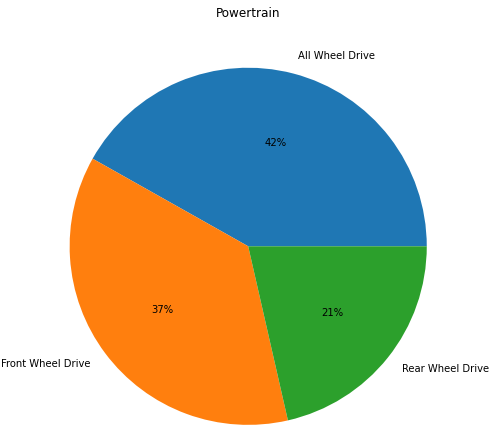 Powertrain
All Wheel Drive
42%
37%
21%
Front Wheel Drive
Rear Wheel Drive